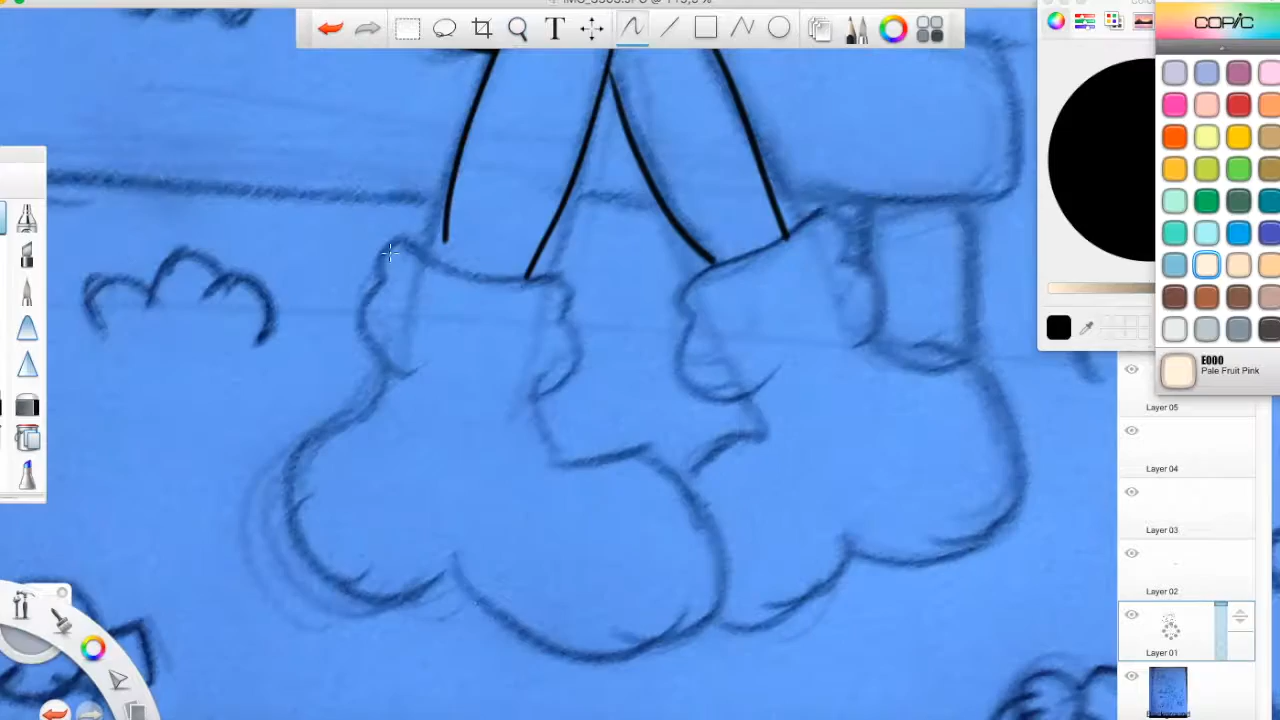 COPIC
E000
Pale Fruit Pink
Layer 05
Layer 04
Layer 03
Layer 02
Layer 01